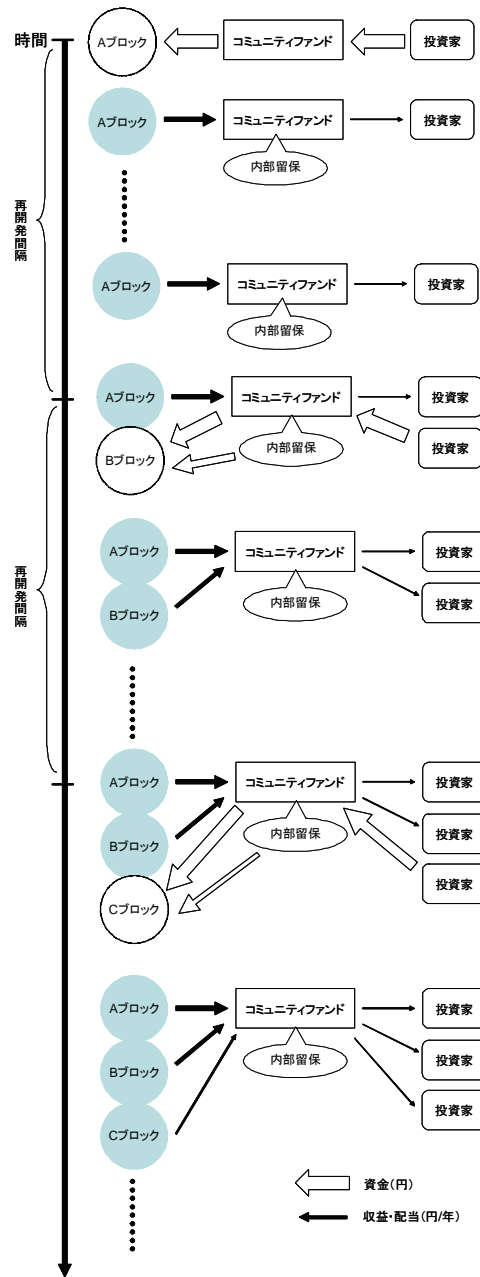 時間
Aブロック
コミュニティファンド
投資家
Aブロック
コミュニティファンド
投資家
内部留保
再開発間隔
Aブロック
コミュニティファンド
投資家
内部留保
Aブロック
コミュニティファンド
投資家
Bブロック
内部留保
投資家
再開発間隔
Aブロック
コミュニティファンド
投資家
Bブロック
内部留保
投資家
Aブロック
コミュニティファンド
投資家
Bブロック
内部留保
投資家
Cブロック
投資家
Aブロック
コミュニティファンド
投資家
Bブロック
内部留保
投資家
Cブロック
投資家
資金(円)
収益・配当(円/年)